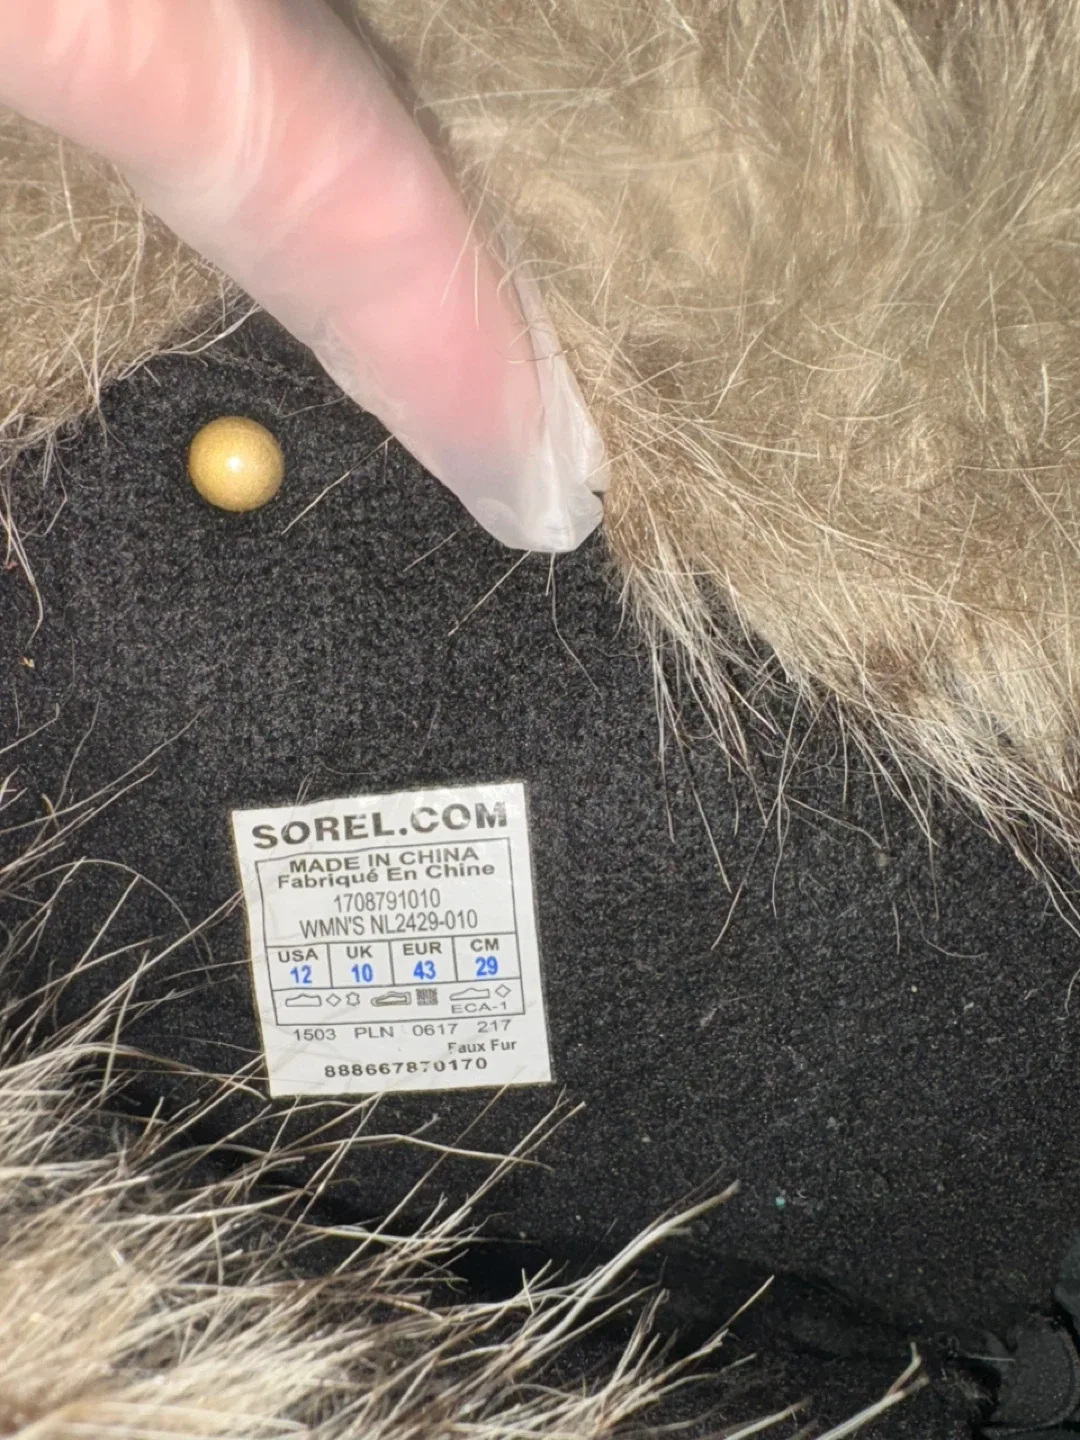 SOREL.COM
MADE IN CHINA
Fabriqué En Chine
1708791010
WMN'S NL2429-010
USA UK EUR CM
12 10 43 29
ECA-1
1503 PLN 0617 217
Faux Fur
888667870170